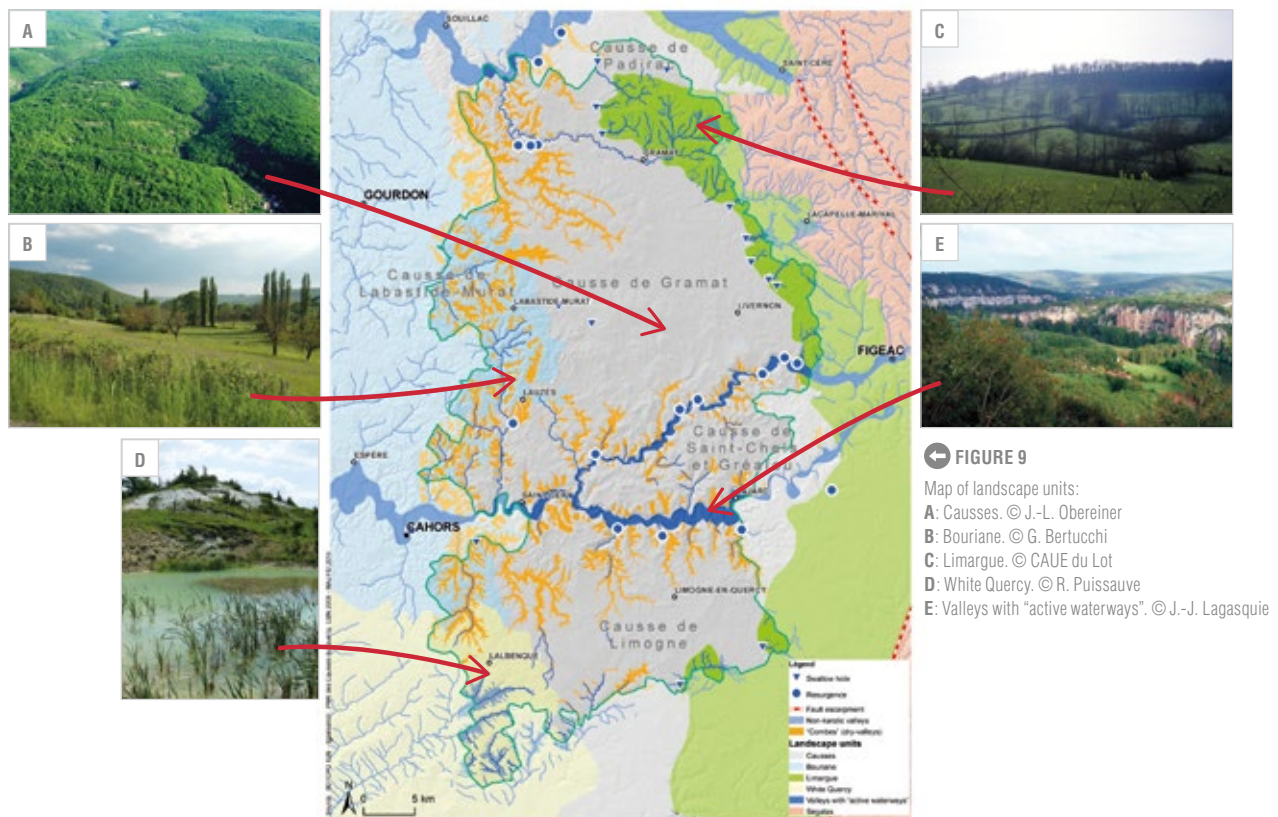 A
B
D
C
E
SOUILLAC
Causse de
Padirac
SAINT-CÉRÉ
GRAMAT
GOURDON
LACAPELLE-MARIVAL
Causse de
Labastide-Murat
Causse de Gramat
LABASTIDE-MURAT
LIVERNON
FIGEAC
LAUZÈS
Causse de
Saint-Chels
et Gréalou
ESPÈRE
CAJARC
CAHORS
LIMOGNE-EN-QUERCY
Causse de
Limogne
LALBENQUE
N
5 km
Légend
Swallow hole
Resurgence
Fault escarpment
Non-karstic valleys
"Combes" (dry-valleys)
Landscape units
Causses
Bouriane
Limargue
White Quercy
Valleys with "active waterways"
Ségalas
FIGURE 9
Map of landscape units:
A: Causses. © J.-L. Obereiner
B: Bouriane. © G. Bertucchi
C: Limargue. © CAUE du Lot
D: White Quercy. © R. Puissauve
E: Valleys with “active waterways”. © J.-J. Lagasquie